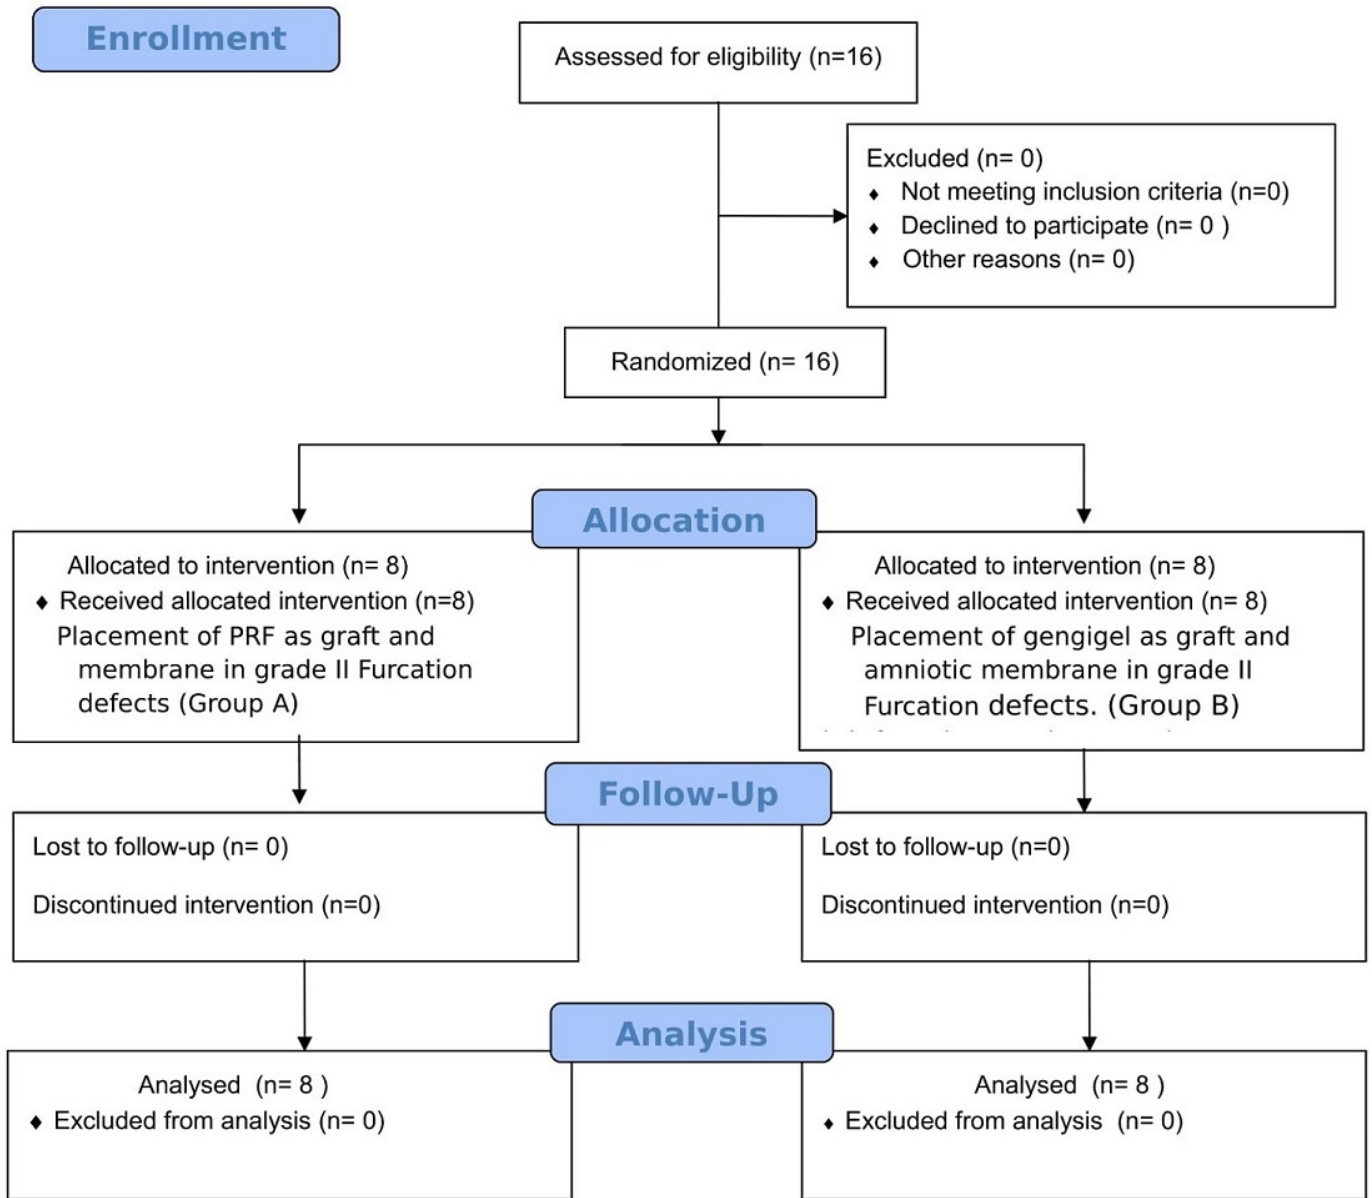 Enrollment
Assessed for eligibility (n=16)
Excluded (n= 0)
♦ Not meeting inclusion criteria (n=0)
♦ Declined to participate (n= 0 )
♦ Other reasons (n= 0)
Randomized (n= 16)
Allocation
Allocated to intervention (n= 8)
♦ Received allocated intervention (n=8)
Placement of PRF as graft and
membrane in grade II Furcation
defects (Group A)
Allocated to intervention (n= 8)
♦ Received allocated intervention (n= 8)
Placement of gengigel as graft and
amniotic membrane in grade II
Furcation defects. (Group B)
Follow-Up
Lost to follow-up (n= 0)
Discontinued intervention (n=0)
Lost to follow-up (n=0)
Discontinued intervention (n=0)
Analysis
Analysed (n= 8 )
♦ Excluded from analysis (n= 0)
Analysed (n= 8 )
♦ Excluded from analysis (n= 0)